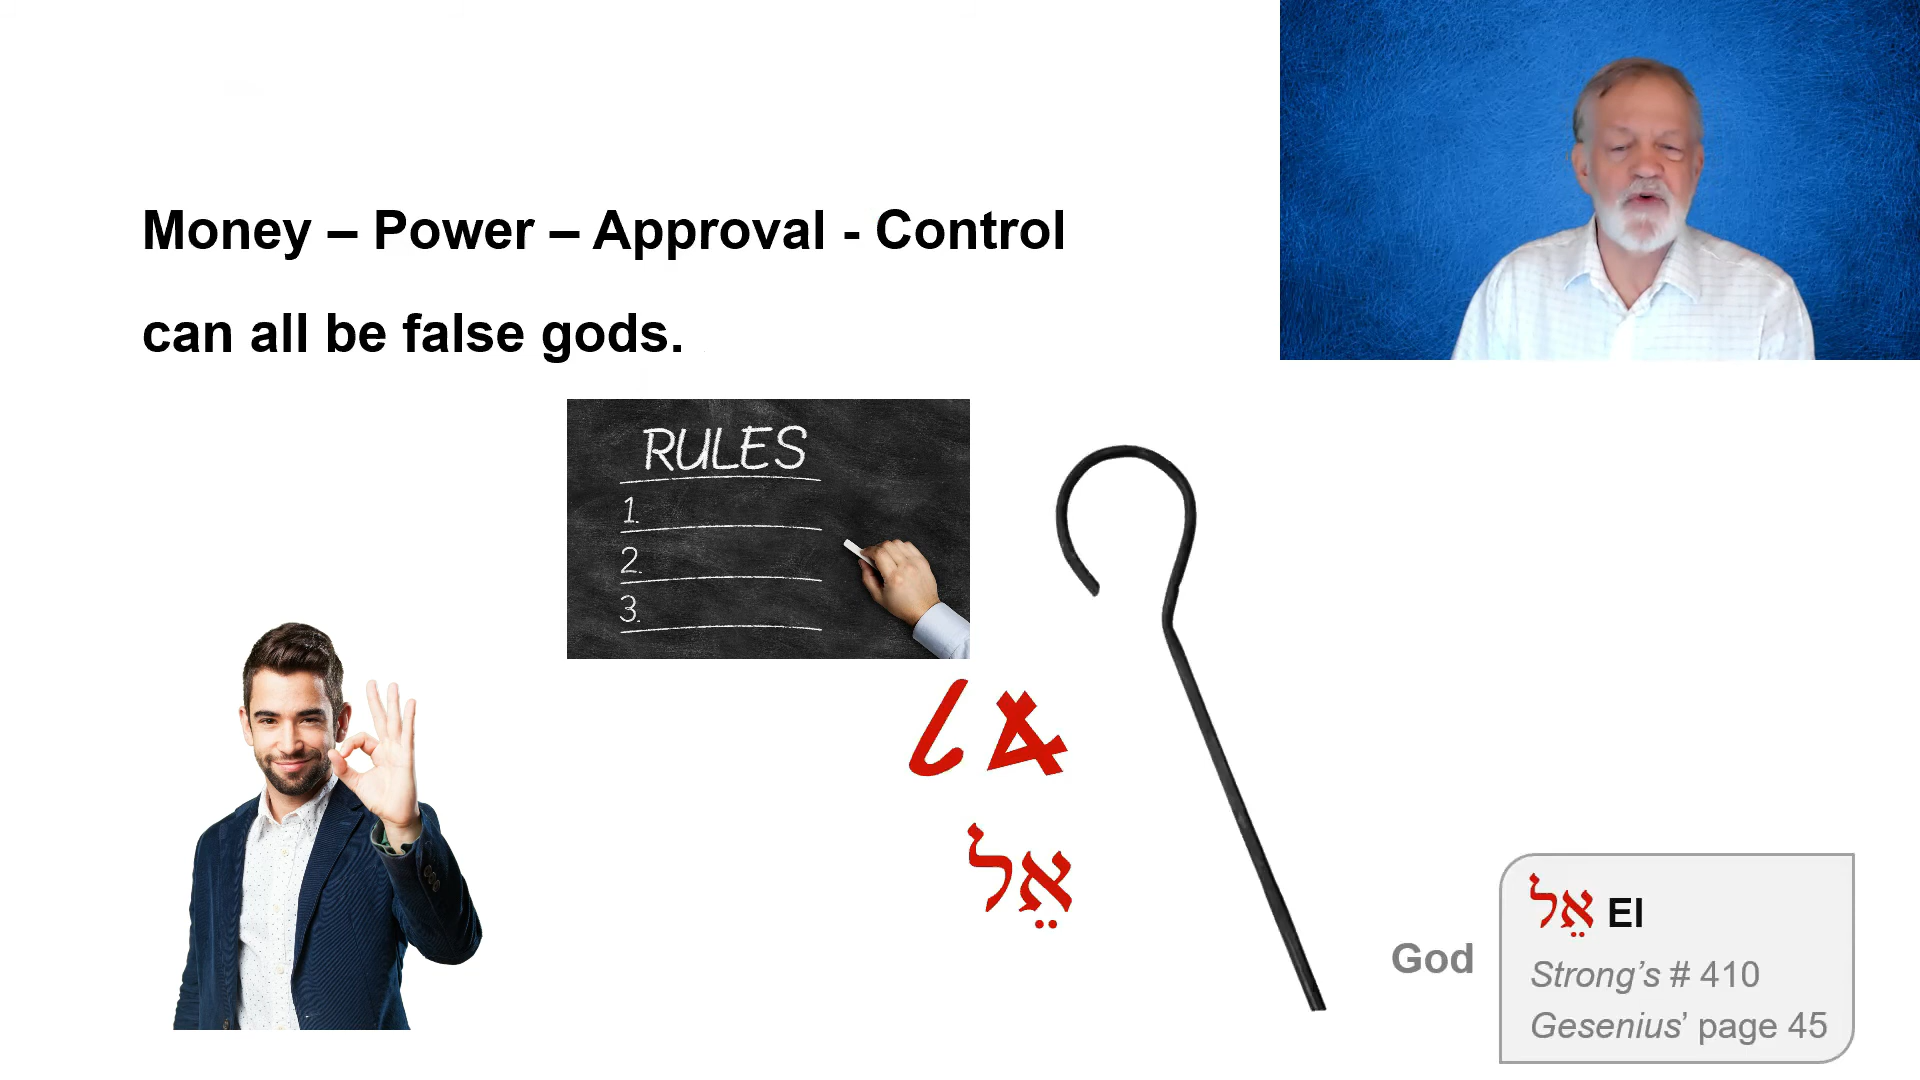 Money – Power – Approval - Control
can all be false gods.
RULES
1.
2.
3.
𐤀𐤋
אֵל
God
אֵל El
Strong’s # 410
Gesenius’ page 45